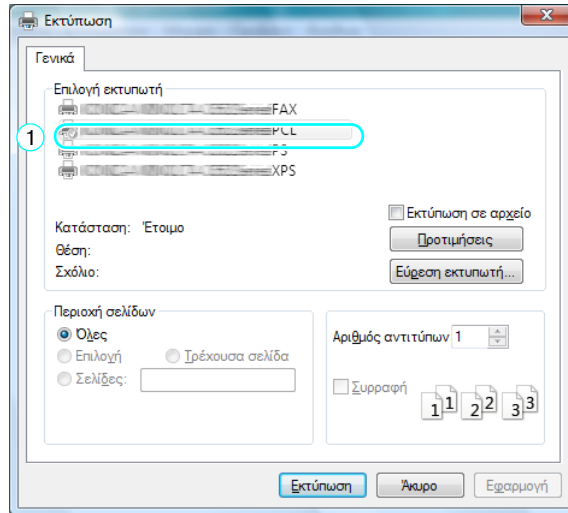 Εκτύπωση
Γενικά
Επιλογή εκτυπωτή
FAX
1
PCL
PS
XPS
Εκτύπωση σε αρχείο
Κατάσταση: Έτοιμο
Προτιμήσεις
Θέση:
Σχόλιο:
Εύρεση εκτυπωτή...
Περιοχή σελίδων
Όλες
Επιλογή
Τρέχουσα σελίδα
Σελίδες:
Αριθμός αντιτύπων 1
Συρραφή
1 1 2 2 3 3
Εκτύπωση Άκυρο Εφαρμογή